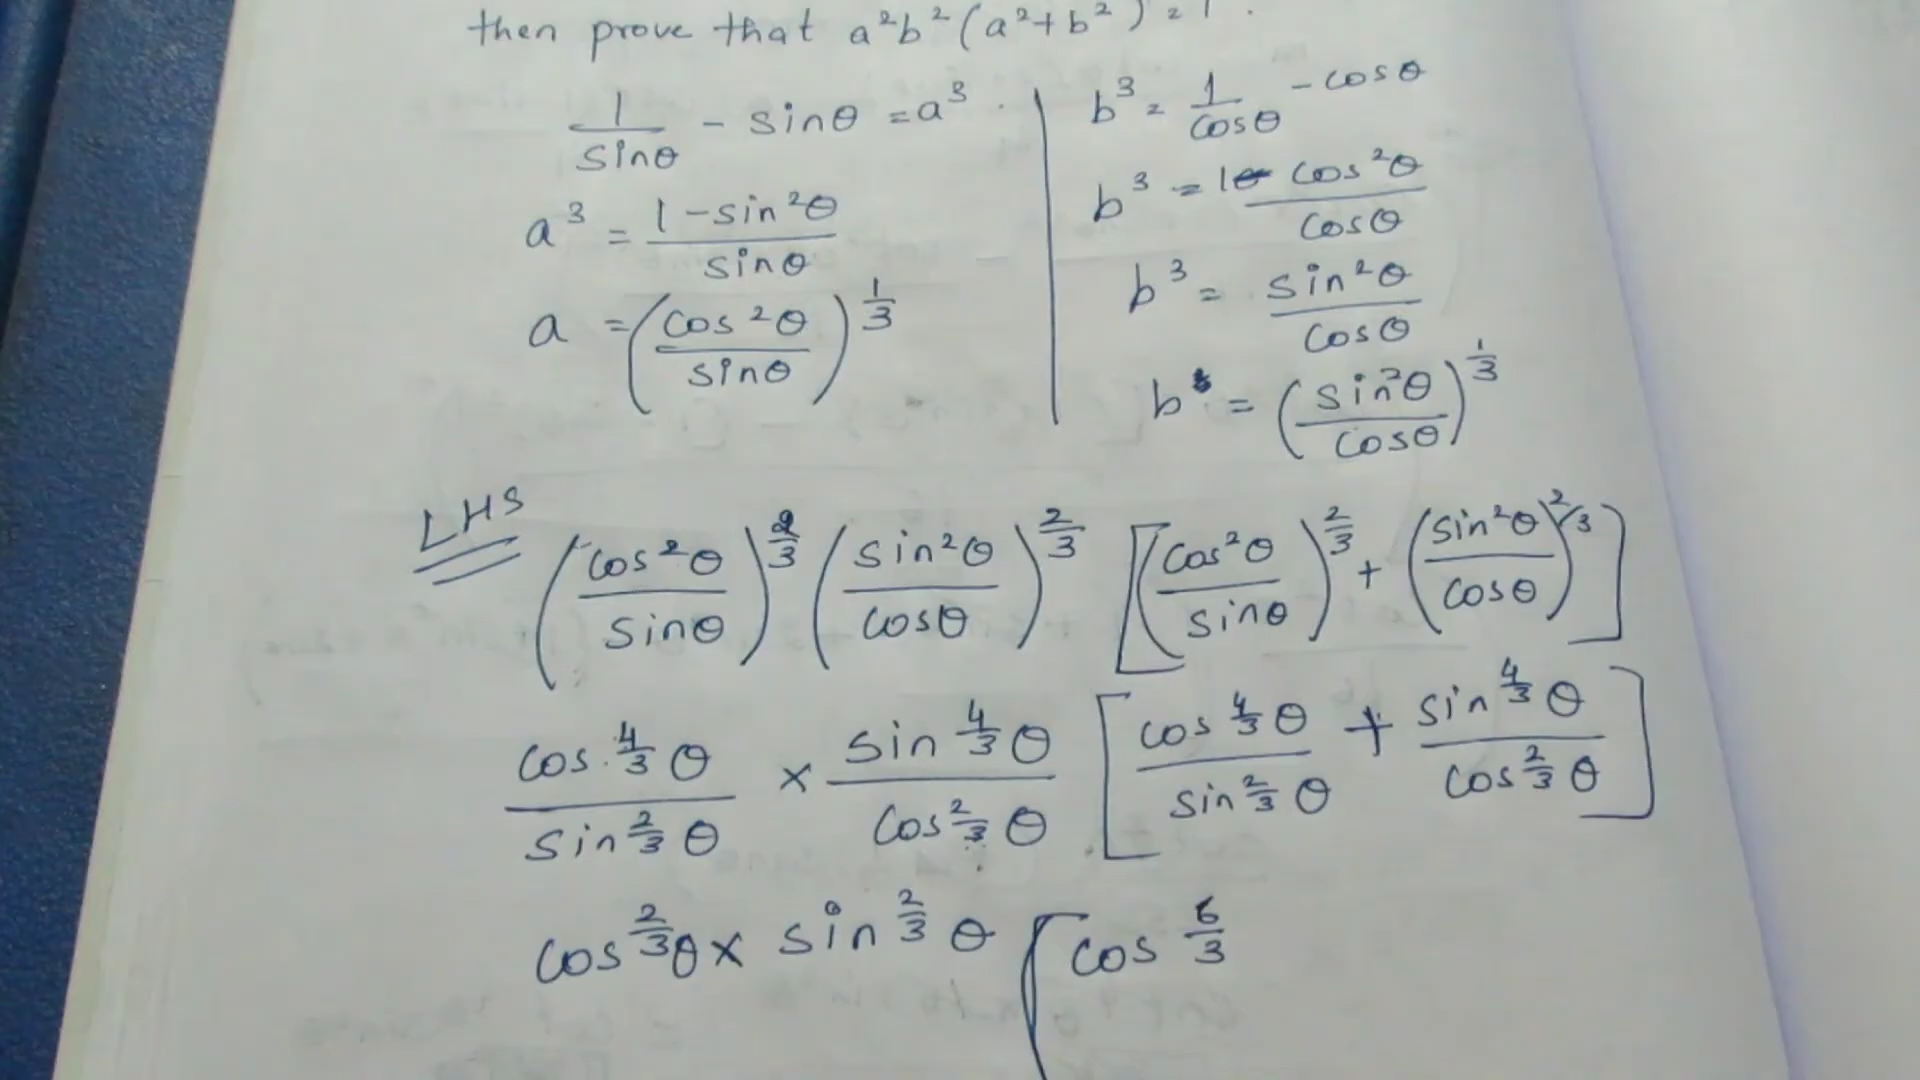 then prove that a²b²(a²+b²) = 1.
1/sinθ - sinθ = a³
a³ = (1-sin²θ)/sinθ
a = (cos²θ/sinθ)^(1/3)
b³ = 1/cosθ - cosθ
b³ = 1- cos²θ/cosθ
b³ = sin²θ/cosθ
b = (sin²θ/cosθ)^(1/3)
LHS
(cos²θ/sinθ)^(2/3) (sin²θ/cosθ)^(2/3) [(cos²θ/sinθ)^(2/3) + (sin²θ/cosθ)^(2/3)]
cos^(4/3)θ/sin^(2/3)θ × sin^(4/3)θ/cos^(2/3)θ [cos^(4/3)θ/sin^(2/3)θ + sin^(4/3)θ/cos^(2/3)θ]
cos^(2/3)θ × sin^(2/3)θ [cos^(6/3)